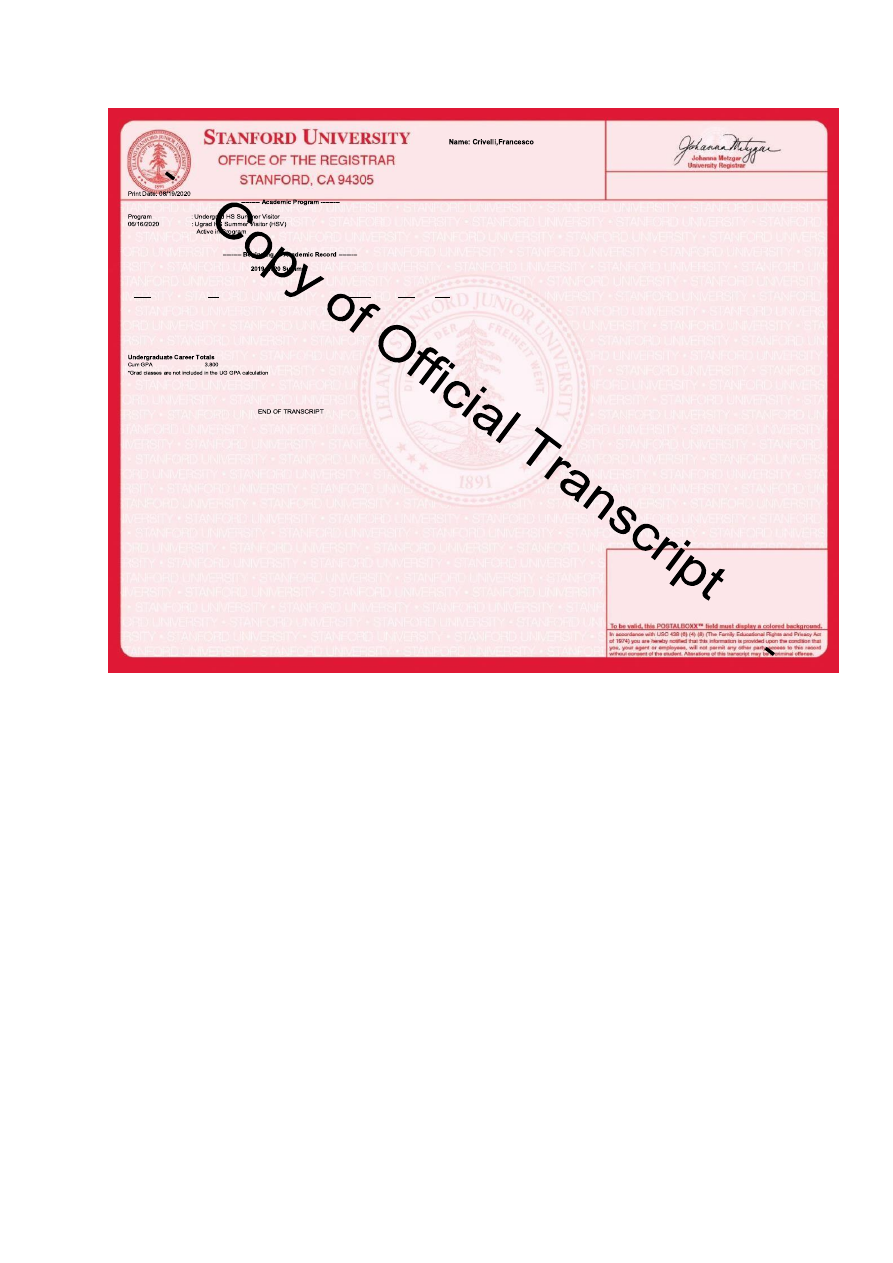 STANFORD UNIVERSITY
OFFICE OF THE REGISTRAR
STANFORD, CA 94305
Name: Crivelli,Francesco
Johanna Metzgar
Johanna Metzgar
University Registrar
Print Date: 08/19/2020
--------- Academic Program ---------
Program : Undergrad HS Summer Visitor
06/16/2020 : Ugrad HS Summer Visitor (HSV)
Active in Program
--------- Beginning of Academic Record ---------
2019-2020 Summer
Undergraduate Career Totals
Cum GPA 3.800
*Grad classes are not included in the UG GPA calculation
END OF TRANSCRIPT
Copy of Official Transcript
LELAND STANFORD JUNIOR UNIVERSITY
1891
To be valid, this POSTALBOXX™ field must display a colored background.
In accordance with USC 438 (6) (4) (8) (The Family Educational Rights and Privacy Act
of 1974) you are hereby notified that this information is provided upon the condition that
you, your agent or employees, will not permit any other party access to this record
without consent of the student. Alterations of this transcript may be a criminal offense.